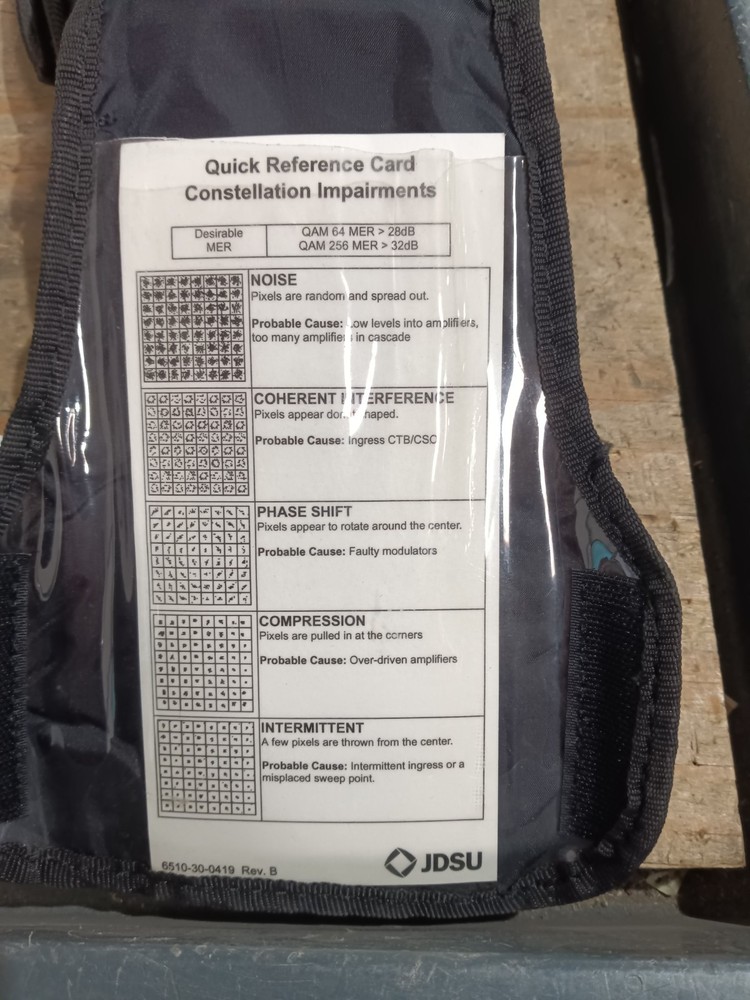 Quick Reference Card
Constellation Impairments
Desirable
MER
QAM 64 MER > 28dB
QAM 256 MER > 32dB
NOISE
Pixels are random and spread out.
Probable Cause: Low levels into amplifiers,
too many amplifiers in cascade
COHERENT INTERFERENCE
Pixels appear donut shaped.
Probable Cause: Ingress CTB/CSO
PHASE SHIFT
Pixels appear to rotate around the center.
Probable Cause: Faulty modulators
COMPRESSION
Pixels are pulled in at the corners
Probable Cause: Over-driven amplifiers
INTERMITTENT
A few pixels are thrown from the center.
Probable Cause: Intermittent ingress or a
misplaced sweep point.
6510-30-0419 Rev. B
JDSU